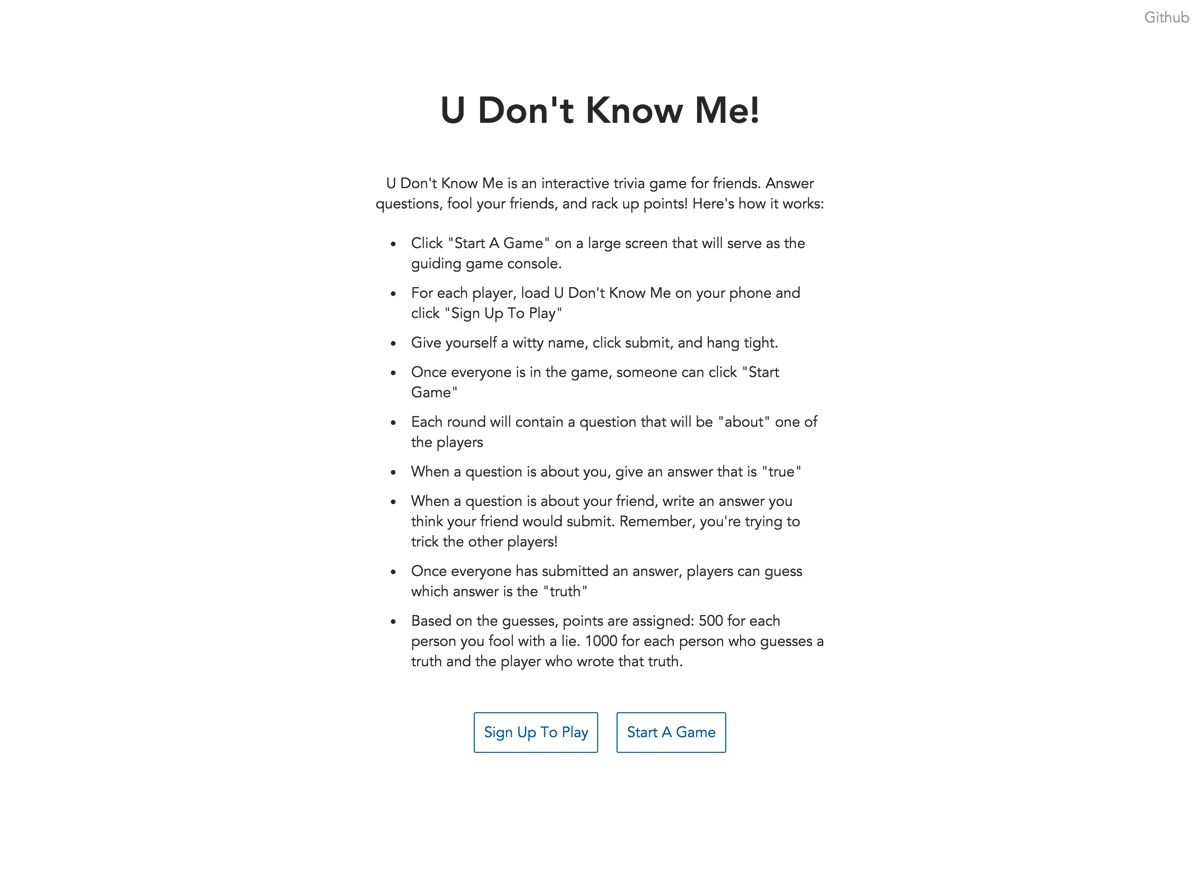 Github
U Don't Know Me!
U Don't Know Me is an interactive trivia game for friends. Answer
questions, fool your friends, and rack up points! Here's how it works:
• Click "Start A Game" on a large screen that will serve as the
guiding game console.
• For each player, load U Don't Know Me on your phone and
click "Sign Up To Play"
• Give yourself a witty name, click submit, and hang tight.
• Once everyone is in the game, someone can click "Start
Game"
• Each round will contain a question that will be "about" one of
the players
• When a question is about you, give an answer that is "true"
• When a question is about your friend, write an answer you
think your friend would submit. Remember, you're trying to
trick the other players!
• Once everyone has submitted an answer, players can guess
which answer is the "truth"
• Based on the guesses, points are assigned: 500 for each
person you fool with a lie. 1000 for each person who guesses a
truth and the player who wrote that truth.
Sign Up To Play
Start A Game